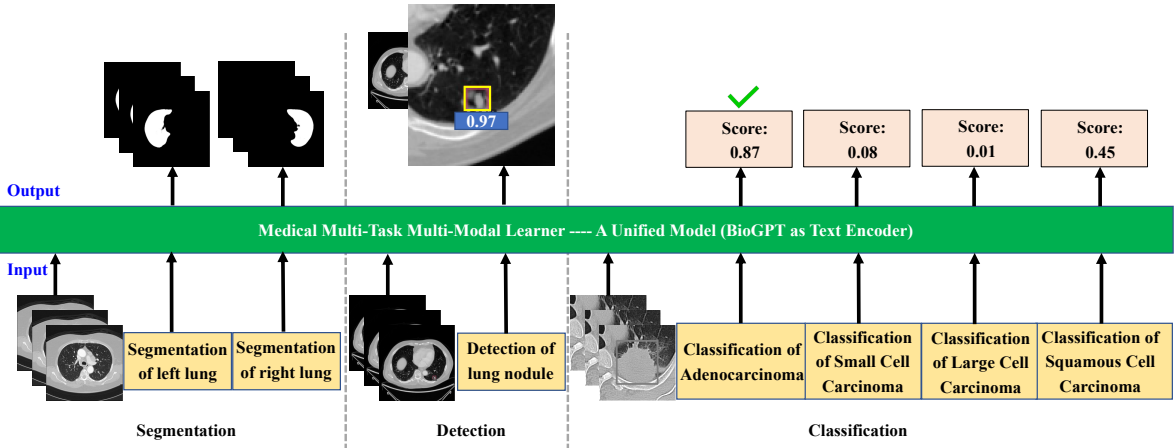 0.97
Score:
0.87
Score:
0.08
Score:
0.01
Score:
0.45
Output
Medical Multi-Task Multi-Modal Learner ---- A Unified Model (BioGPT as Text Encoder)
Input
Segmentation
of left lung
Segmentation
of right lung
Detection of
lung nodule
Classification of
Adenocarcinoma
Classification
of Small Cell
Carcinoma
Classification
of Large Cell
Carcinoma
Classification of
Squamous Cell
Carcinoma
Segmentation
Detection
Classification